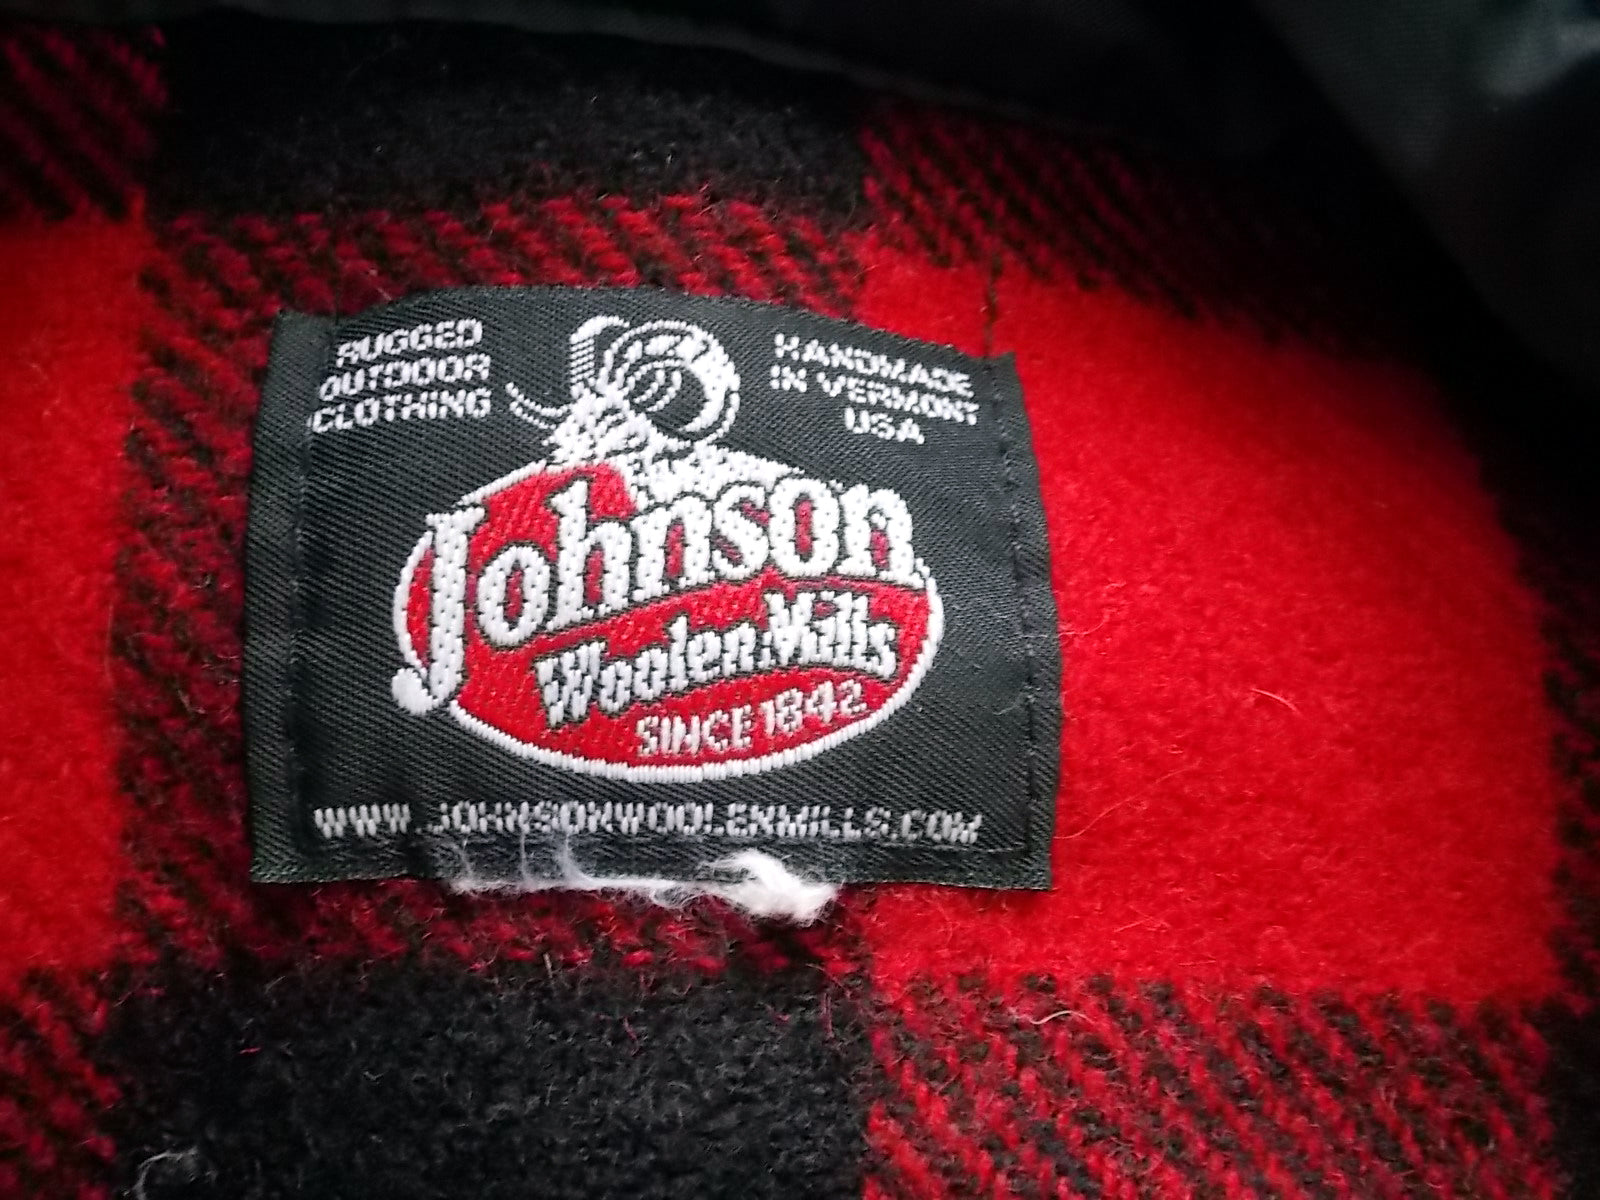 RUGGED
OUTDOOR
CLOTHING
HANDMADE
IN VERMONT
USA
Johnson
Woolen Mills
SINCE 1842
WWW.JOHNSONWOOLENMILLS.COM